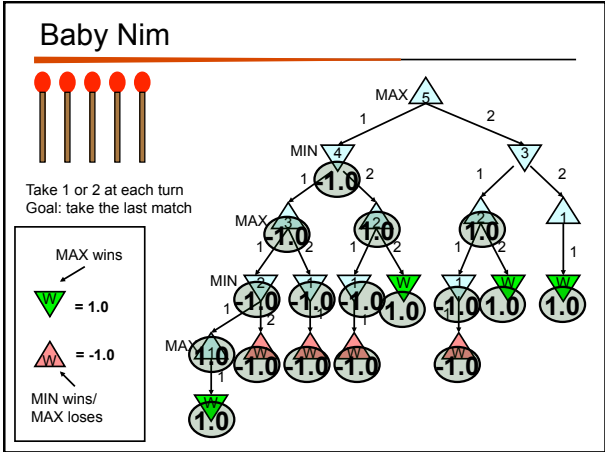 Baby Nim
MAX 5
1 2
MIN 4 3
-1.0
1 2 1 2
MAX 3 2 2 1
-1.0 1.0 1.0
1 2 1 2 1 2 1
MIN 2 1 1 W 1 W W
-1.0 -1.0 -1.0 1.0 -1.0 1.0 1.0
1 2 1 1 1
MAX 1 W W W W
1.0 -1.0 -1.0 -1.0 -1.0
1
W
1.0
Take 1 or 2 at each turn
Goal: take the last match
MAX wins
W = 1.0
W = -1.0
MIN wins/
MAX loses